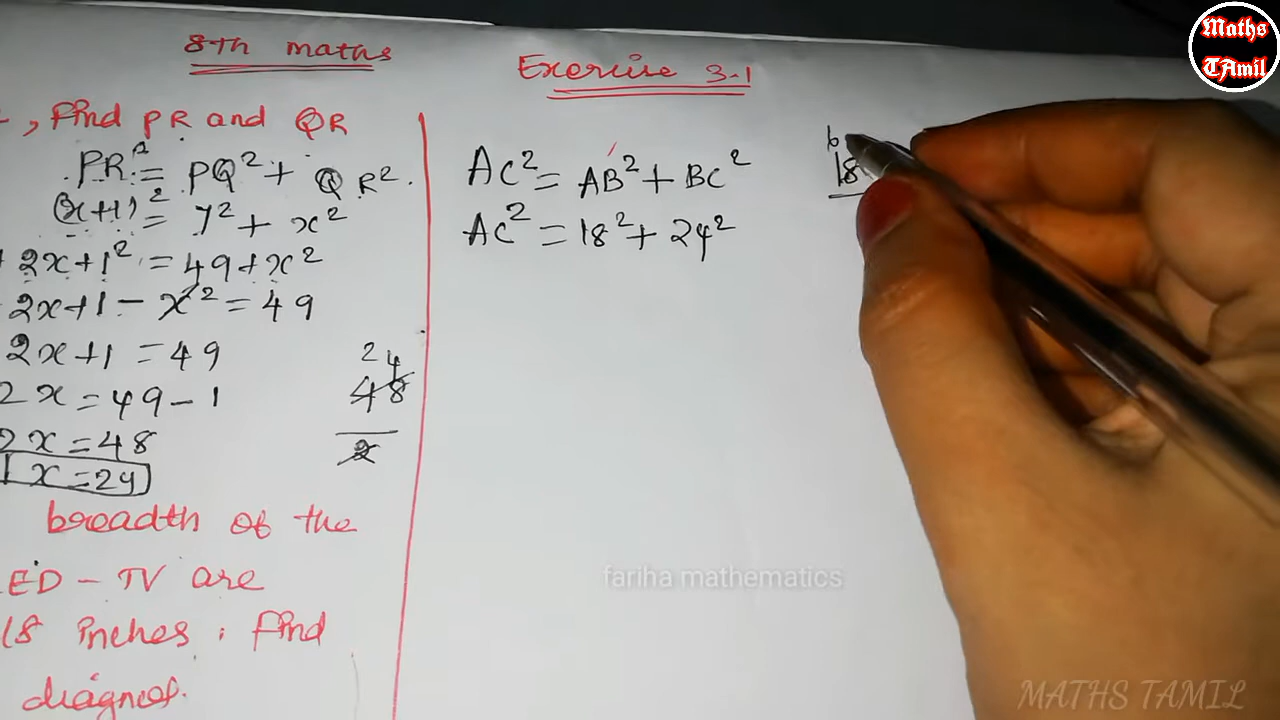 8th maths
Exercise 3.1
, find PR and QR
PR² = PQ² + QR².
(x+1)² = 7² + x²
2x+1² = 49+x²
2x+1 - x² = 49
2x+1 = 49
2x = 49-1
2x = 48
x = 24
24
48
2
breadth of the
ED - TV are
18 inches : find
AC² = AB² + BC²
AC² = 18² + 24²
18
Maths
TAmil
fariha mathematics
MATHS TAMIL